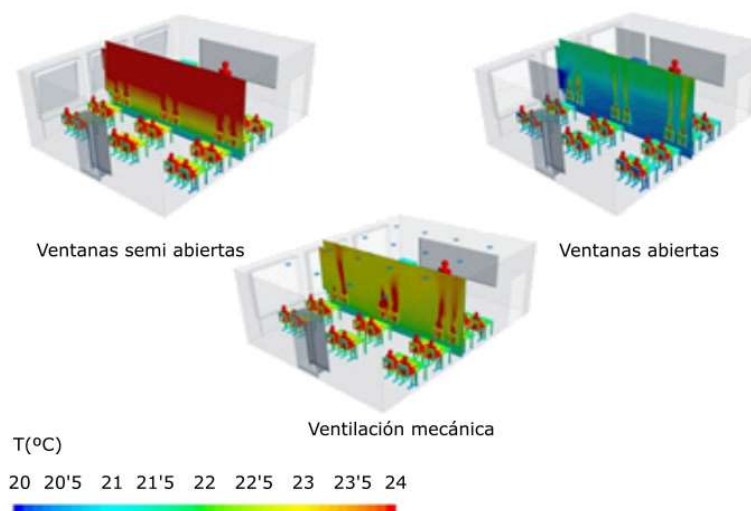 Ventanas semi abiertas
Ventanas abiertas
Ventilación mecánica
T(ºC)
20 20'5 21 21'5 22 22'5 23 23'5 24